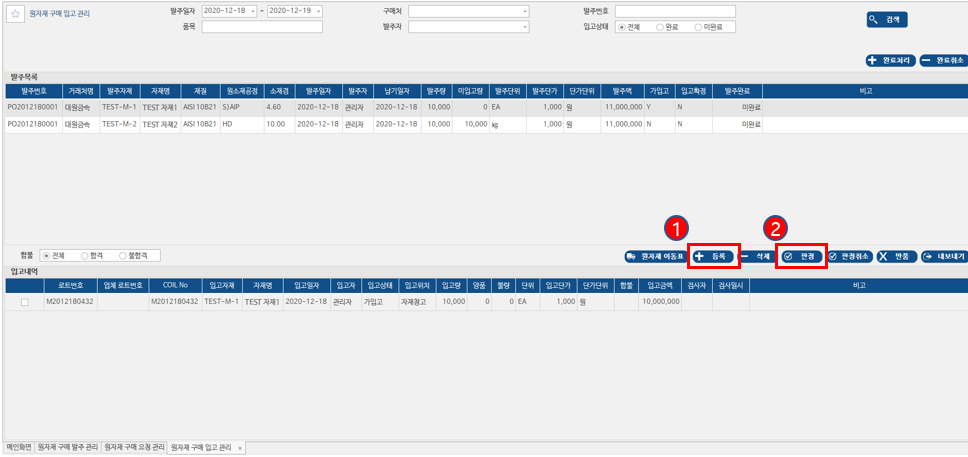 원자재 구매 입고 관리
발주일자 2020-12-18 ~ 2020-12-19 구매처 발주번호
품목 발주자 입고상태 전체 완료 미완료
검색
완료처리 완료취소
발주목록
발주번호 거래처명 발주자재 자재명 재질 원소재공정 소재경 발주일자 발주자 납기일자 발주량 미입고량 발주단위 발주단가 단가단위 발주액 가입고 입고확정 발주완료 비고
PO2012180001 대원금속 TEST-M-1 TEST 자재1 AISI 10B21 S)AIP 4.60 2020-12-18 관리자 2020-12-18 10,000 0 EA 1,000 원 11,000,000 Y N 미완료
PO2012180001 대원금속 TEST-M-2 TEST 자재2 AISI 10B21 HD 10.00 2020-12-18 관리자 2020-12-18 10,000 10,000 ㎏ 1,000 원 11,000,000 N N 미완료
1 2
합불 전체 합격 불합격 원자재 이동표 등록 삭제 판정 판정취소 반품 내보내기
입고내역
로트번호 업체 로트번호 COIL No 입고자재 자재명 입고일자 입고자 입고상태 입고위치 입고량 양품 불량 단위 입고단가 단가단위 합불 입고금액 검사자 검사일시 비고
M2012180432 M2012180432 TEST-M-1 TEST 자재1 2020-12-18 관리자 가입고 자재창고 10,000 0 0 EA 1,000 원 10,000,000
메인화면 원자재 구매 발주 관리 원자재 구매 요청 관리 원자재 구매 입고 관리 ×